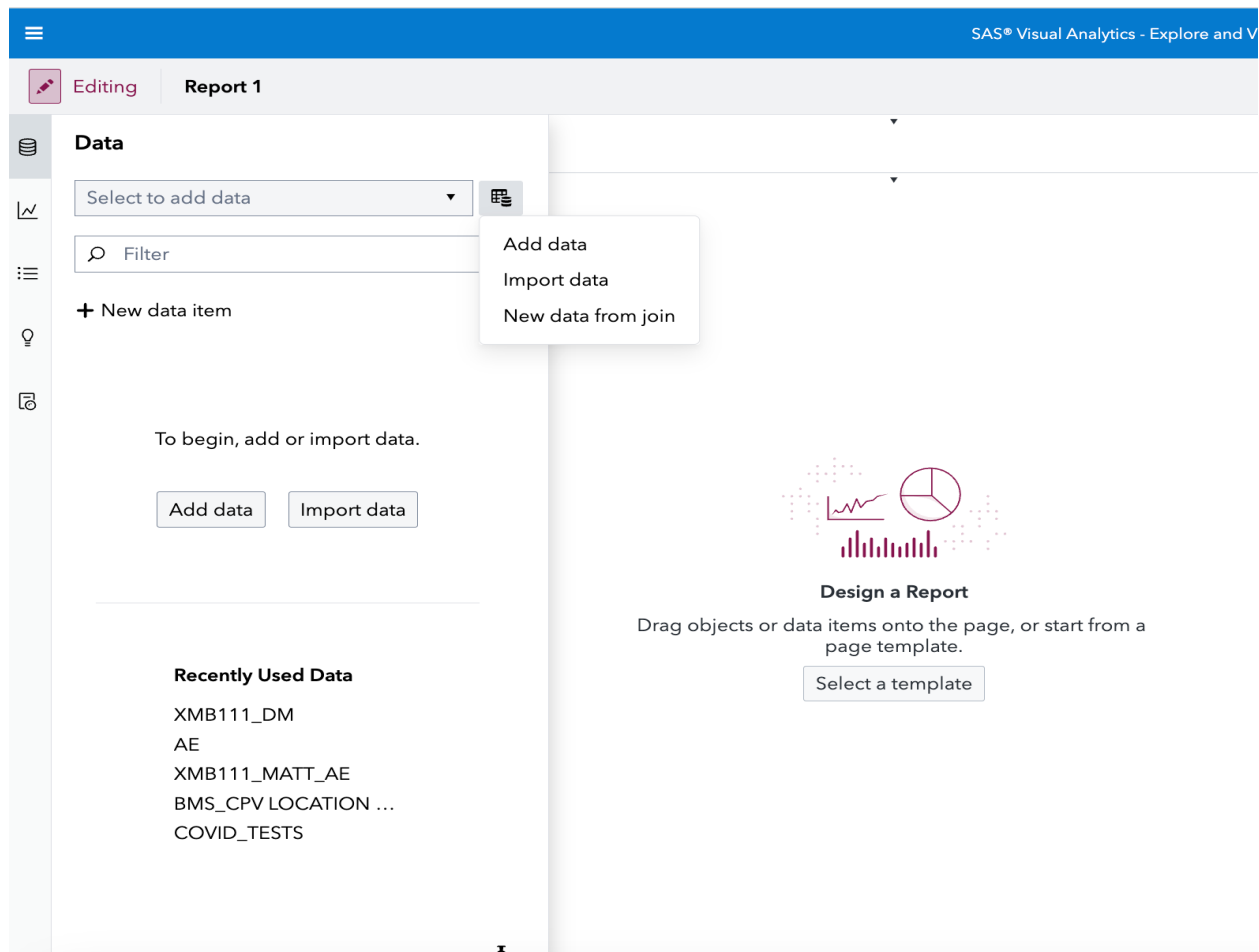 SAS® Visual Analytics - Explore and V
Editing
Report 1
Data
Select to add data
Filter
New data item
Add data
Import data
New data from join
To begin, add or import data.
Add data
Import data
Recently Used Data
XMB111_DM
AE
XMB111_MATT_AE
BMS_CPV LOCATION …
COVID_TESTS
Design a Report
Drag objects or data items onto the page, or start from a
page template.
Select a template